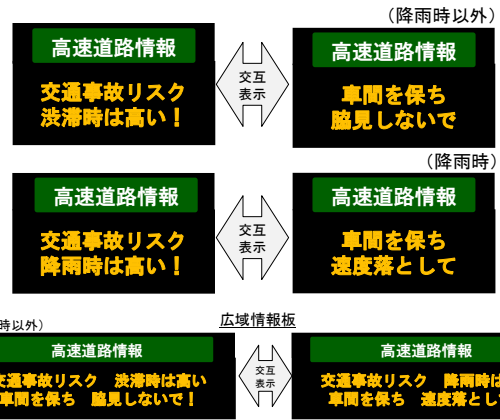 （降雨時以外）
高速道路情報
交通事故リスク
渋滞時は高い！
交互
表示
高速道路情報
車間を保ち
脇見しないで
（降雨時）
高速道路情報
交通事故リスク
降雨時は高い！
交互
表示
高速道路情報
車間を保ち
速度落として
時以外）
広域情報板
高速道路情報
交通事故リスク　渋滞時は高い
車間を保ち　脇見しないで！
交互
表示
高速道路情報
交通事故リスク　降雨時は
車間を保ち　速度落とし